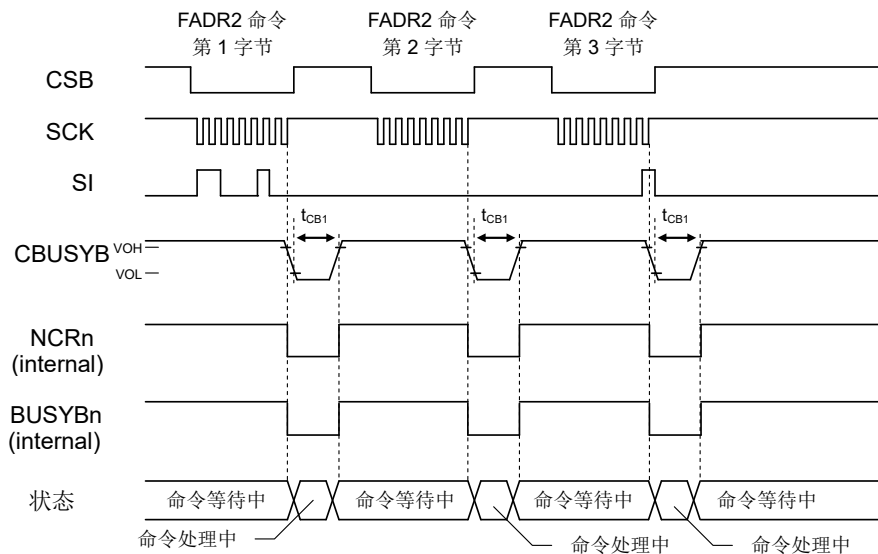 FADR2 命令
第 1 字节
FADR2 命令
第 2 字节
FADR2 命令
第 3 字节
CSB
SCK
SI
tCB1
tCB1
tCB1
CBUSYB
VOH
VOL
NCRn
(internal)
BUSYBn
(internal)
状态
命令等待中
命令等待中
命令等待中
命令等待中
命令处理中
命令处理中
命令处理中